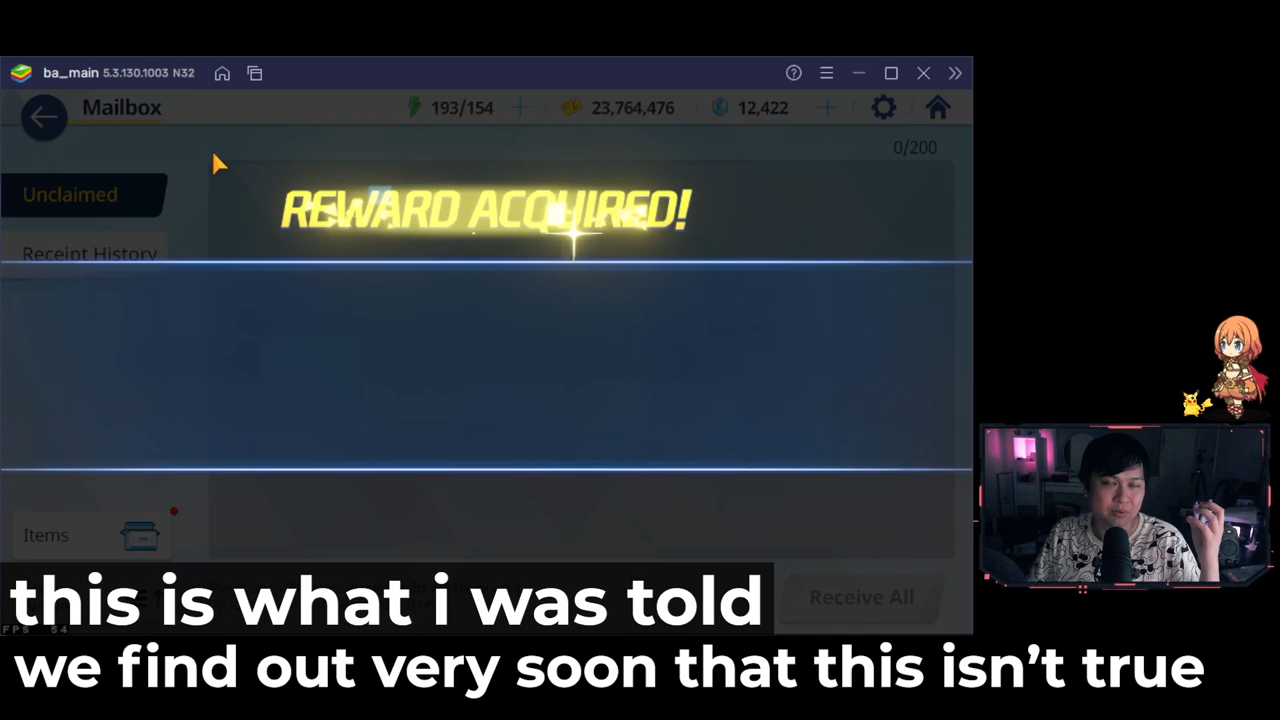 ba_main 5.3.130.1003 N32
Mailbox 193/154 23,764,476 12,422
0/200
Unclaimed
REWARD ACQUIRED!
Receipt History
Items
Receive All
this is what i was told
FPS 54
we find out very soon that this isn't true